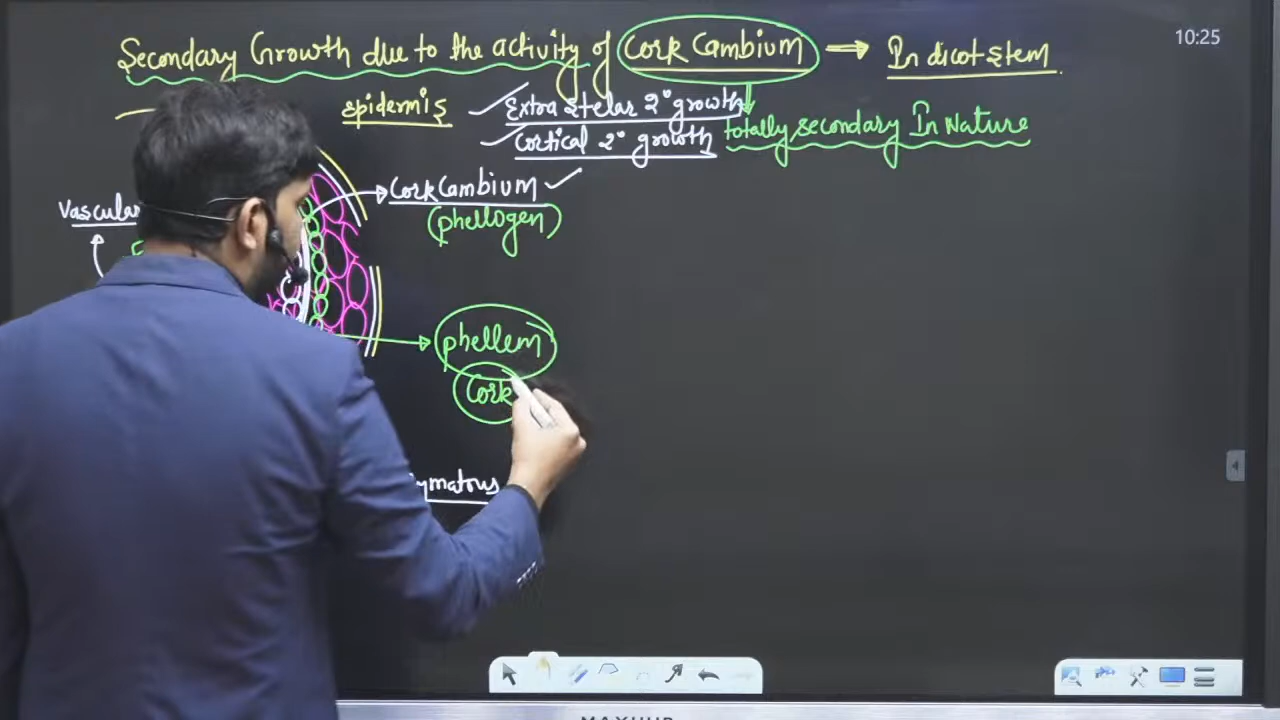 Secondary Growth due to the activity of Cork Cambium ⇒ In dicot stem
10:25
epidermis
✓ Extra stelar 2° growth
✓ Cortical 2° growth
totally secondary In Nature
Cork Cambium ✓
(phellogen)
Vascular
phellem
Cork
ymatous